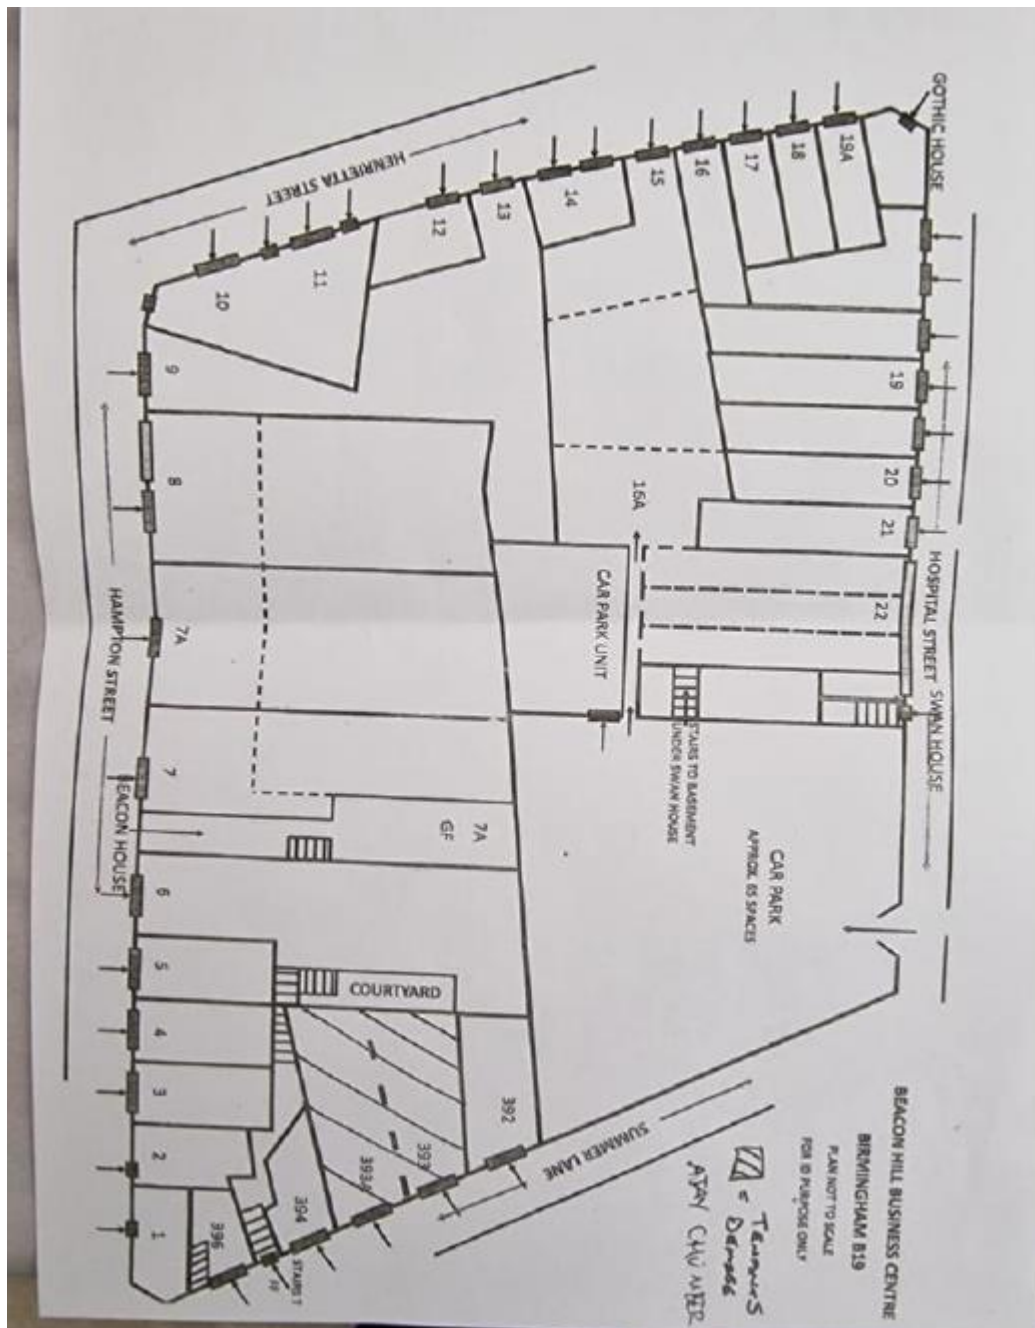 BEACON HILL BUSINESS CENTRE
BIRMINGHAM B19
PLAN NOT TO SCALE
FOR ID PURPOSE ONLY
GOTHIC HOUSE
HOSPITAL STREET
SWAN HOUSE
HENRIETTA STREET
19A
18
17
16
15
14
13
12
11
10
9
8
7A
7
6
5
4
3
2
1
19
20
21
22
16A
CAR PARK UNIT
STAIRS TO BASEMENT
UNDER SWAN HOUSE
CAR PARK
APPROX. 65 SPACES
7A
GF
COURTYARD
HAMPTON STREET
BEACON HOUSE
392
393
393A
394
396
STAIRS T
FF
SUMMER LANE
=